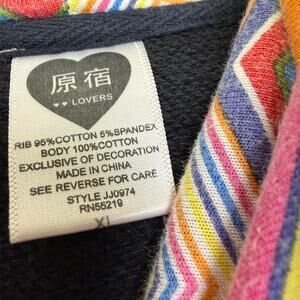 原宿
LOVERS
RIB 95%COTTON 5%SPANDEX
BODY 100%COTTON
EXCLUSIVE OF DECORATION
MADE IN CHINA
SEE REVERSE FOR CARE
STYLE JJ0974
RN55219
XL